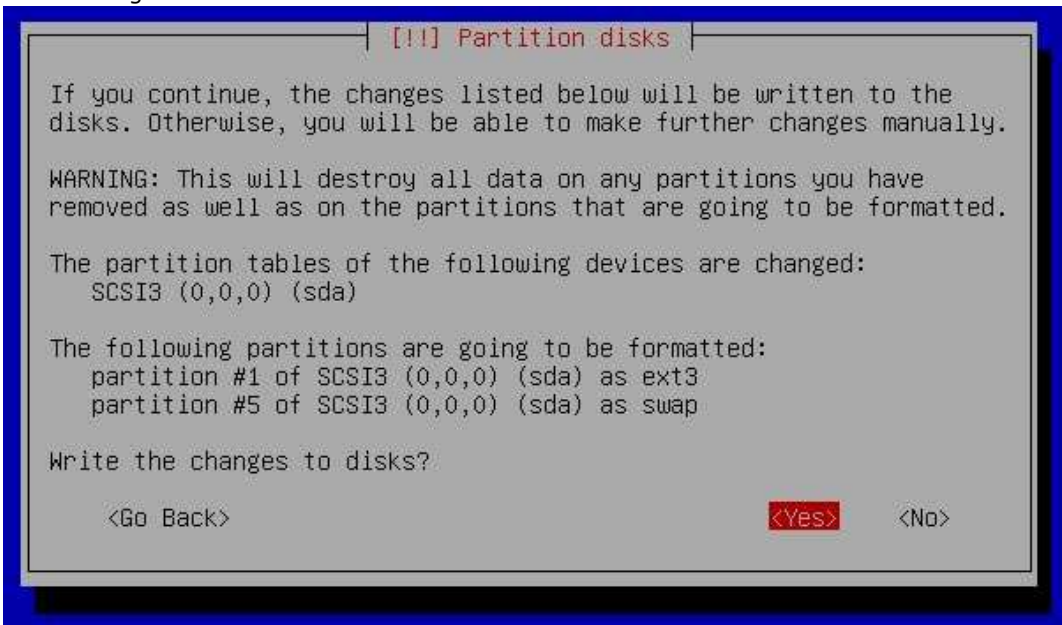 [!!] Partition disks
If you continue, the changes listed below will be written to the
disks. Otherwise, you will be able to make further changes manually.
WARNING: This will destroy all data on any partitions you have
removed as well as on the partitions that are going to be formatted.
The partition tables of the following devices are changed:
SCSI3 (0,0,0) (sda)
The following partitions are going to be formatted:
partition #1 of SCSI3 (0,0,0) (sda) as ext3
partition #5 of SCSI3 (0,0,0) (sda) as swap
Write the changes to disks?
<Go Back> <Yes> <No>